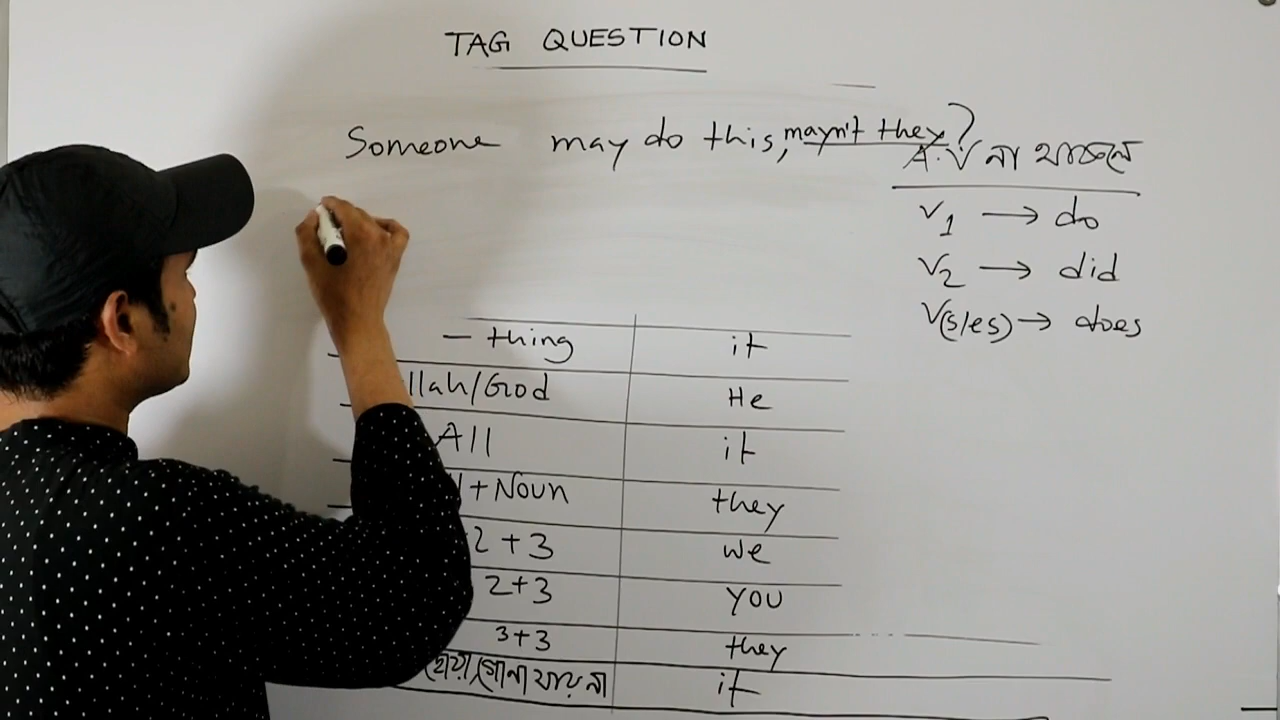 TAG QUESTION
Someone may do this, mayn't they?
A.V না থাকলে
V1 → do
V2 → did
V(s/es) → does
- thing it
llah/God He
All it
l + Noun they
2 + 3 we
2+3 you
3+3 they
যায় না it